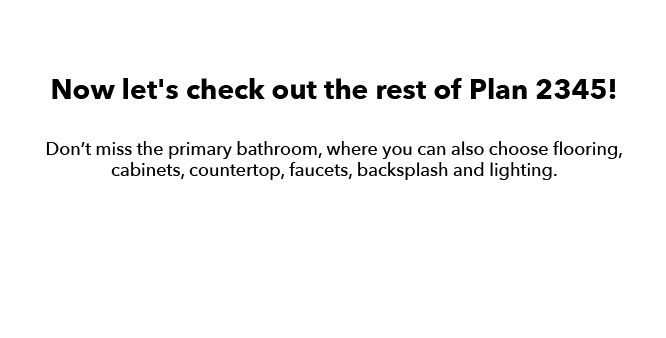 Now let's check out the rest of Plan 2345!
Don’t miss the primary bathroom, where you can also choose flooring,
cabinets, countertop, faucets, backsplash and lighting.